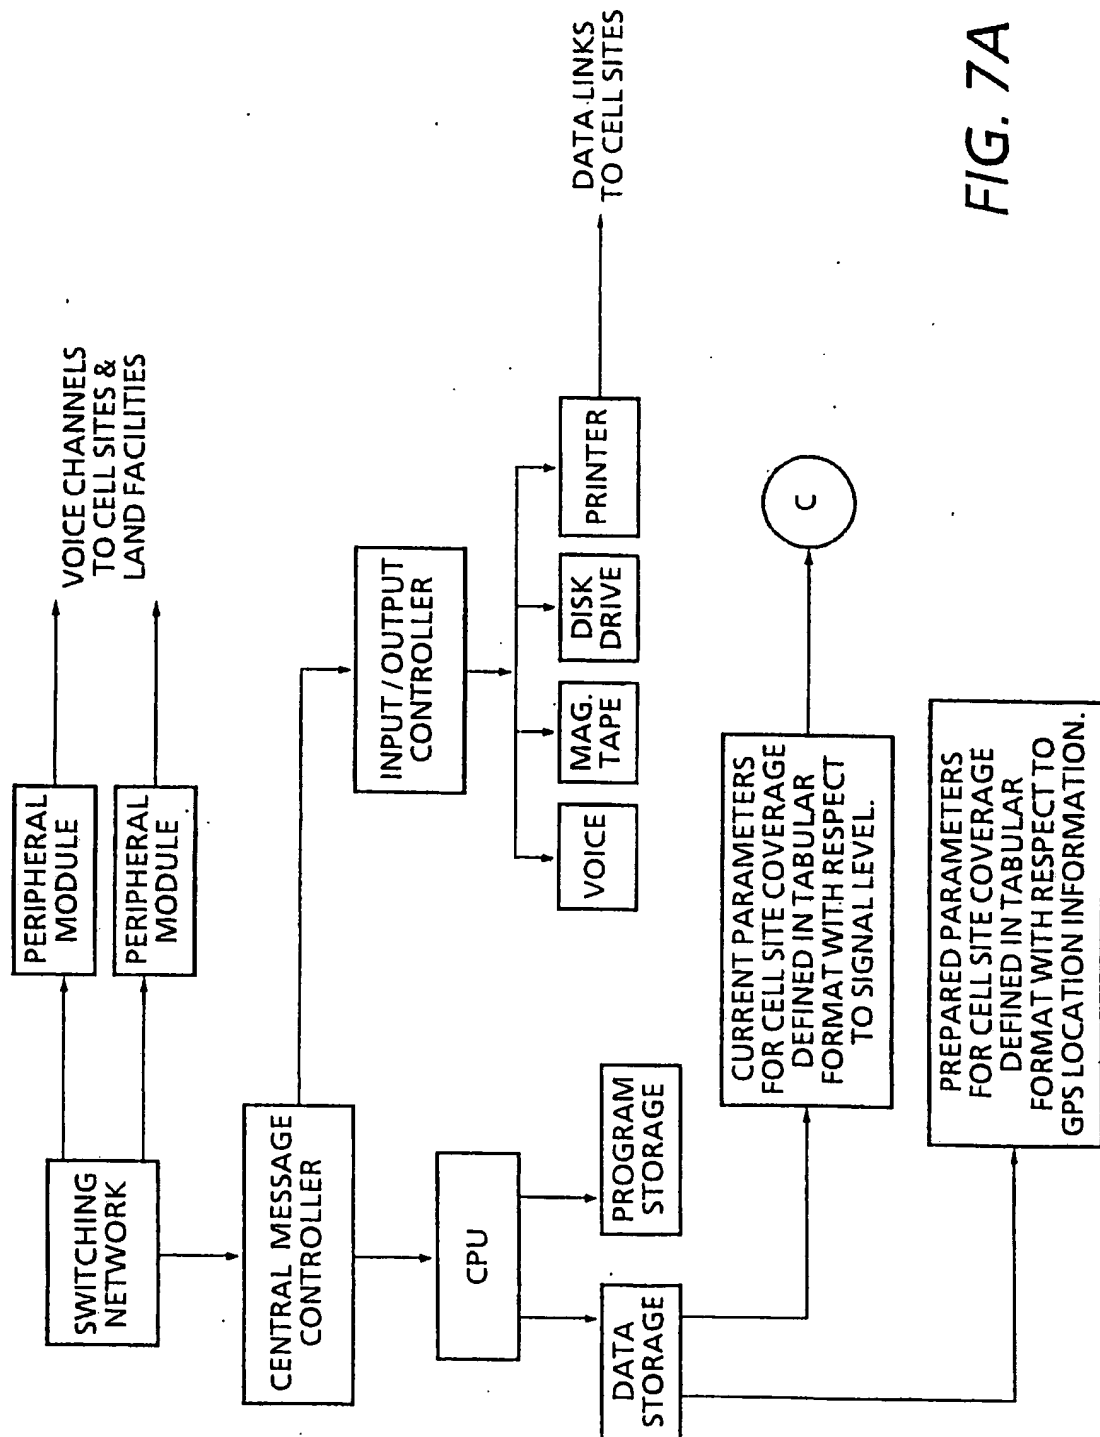 SWITCHING
NETWORK
PERIPHERAL
MODULE
PERIPHERAL
MODULE
VOICE CHANNELS
TO CELL SITES &
LAND FACILITIES
CENTRAL MESSAGE
CONTROLLER
INPUT/OUTPUT
CONTROLLER
CPU
VOICE
MAG.
TAPE
DISK
DRIVE
PRINTER
DATA LINKS
TO CELL SITES
DATA
STORAGE
PROGRAM
STORAGE
CURRENT PARAMETERS
FOR CELL SITE COVERAGE
DEFINED IN TABULAR
FORMAT WITH RESPECT
TO SIGNAL LEVEL.
C
PREPARED PARAMETERS
FOR CELL SITE COVERAGE
DEFINED IN TABULAR
FORMAT WITH RESPECT TO
GPS LOCATION INFORMATION.
FIG. 7A